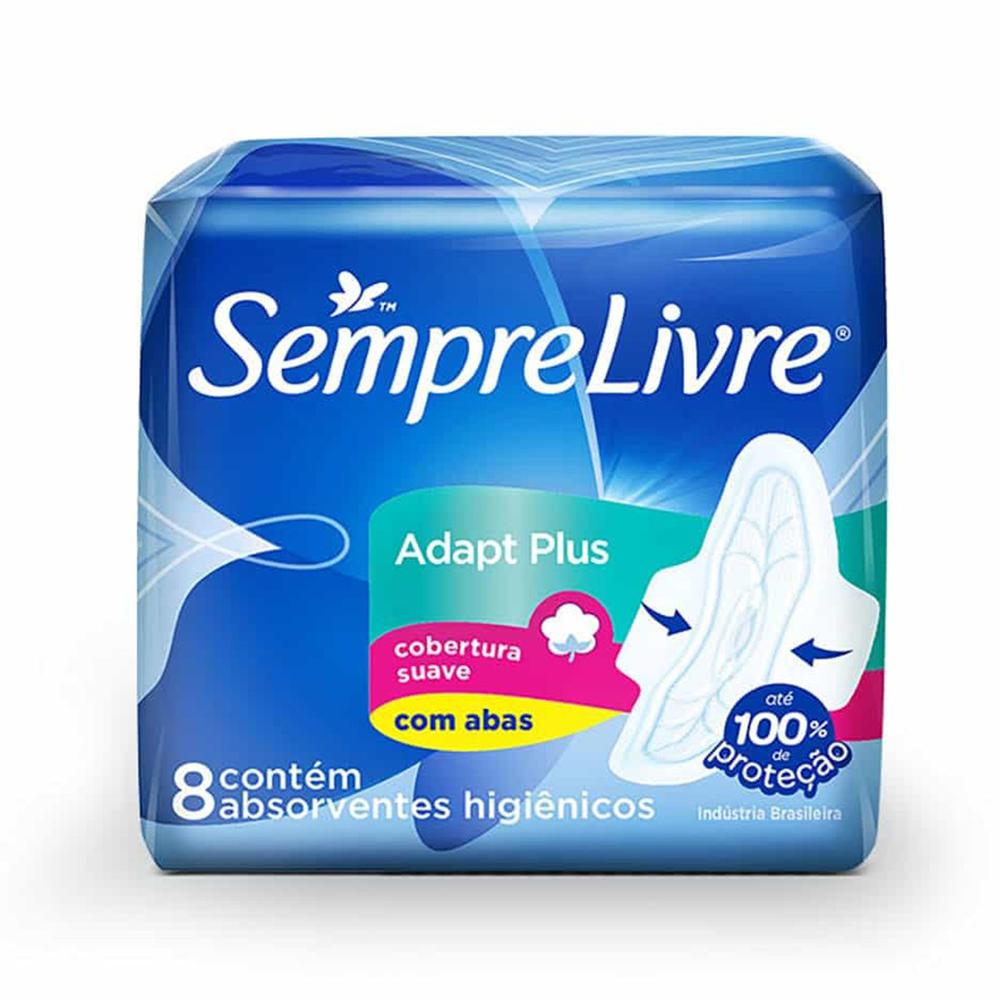 SempreLivre®
TM
Adapt Plus
cobertura
suave
com abas
8 contém
absorventes higiênicos
até
100%
de
proteção
Indústria Brasileira